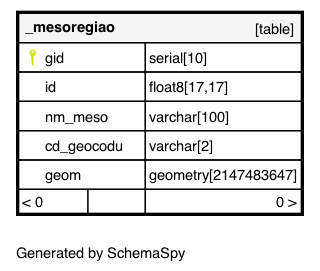 _mesoregiao [table]
gid serial[10]
id float8[17,17]
nm_meso varchar[100]
cd_geocodu varchar[2]
geom geometry[2147483647]
< 0 0 >
Generated by SchemaSpy